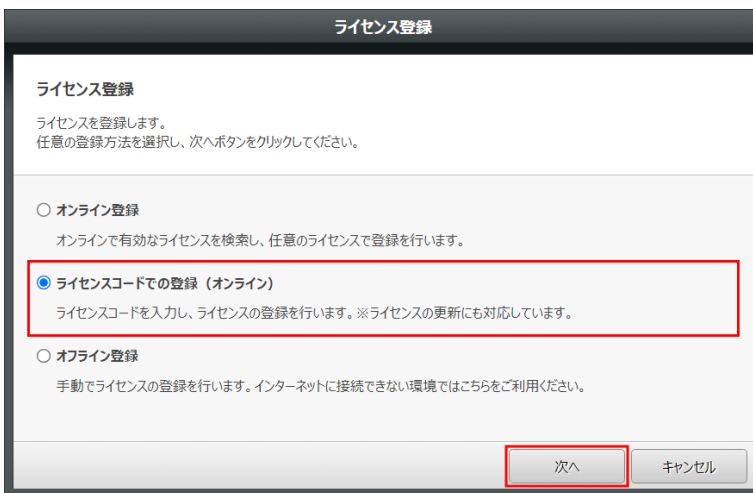 ライセンス登録
ライセンス登録
ライセンスを登録します。
任意の登録方法を選択し、次へボタンをクリックしてください。
オンライン登録
オンラインで有効なライセンスを検索し、任意のライセンスで登録を行います。
ライセンスコードでの登録（オンライン）
ライセンスコードを入力し、ライセンスの登録を行います。※ライセンスの更新にも対応しています。
オフライン登録
手動でライセンスの登録を行います。インターネットに接続できない環境ではこちらをご利用ください。
次へ
キャンセル